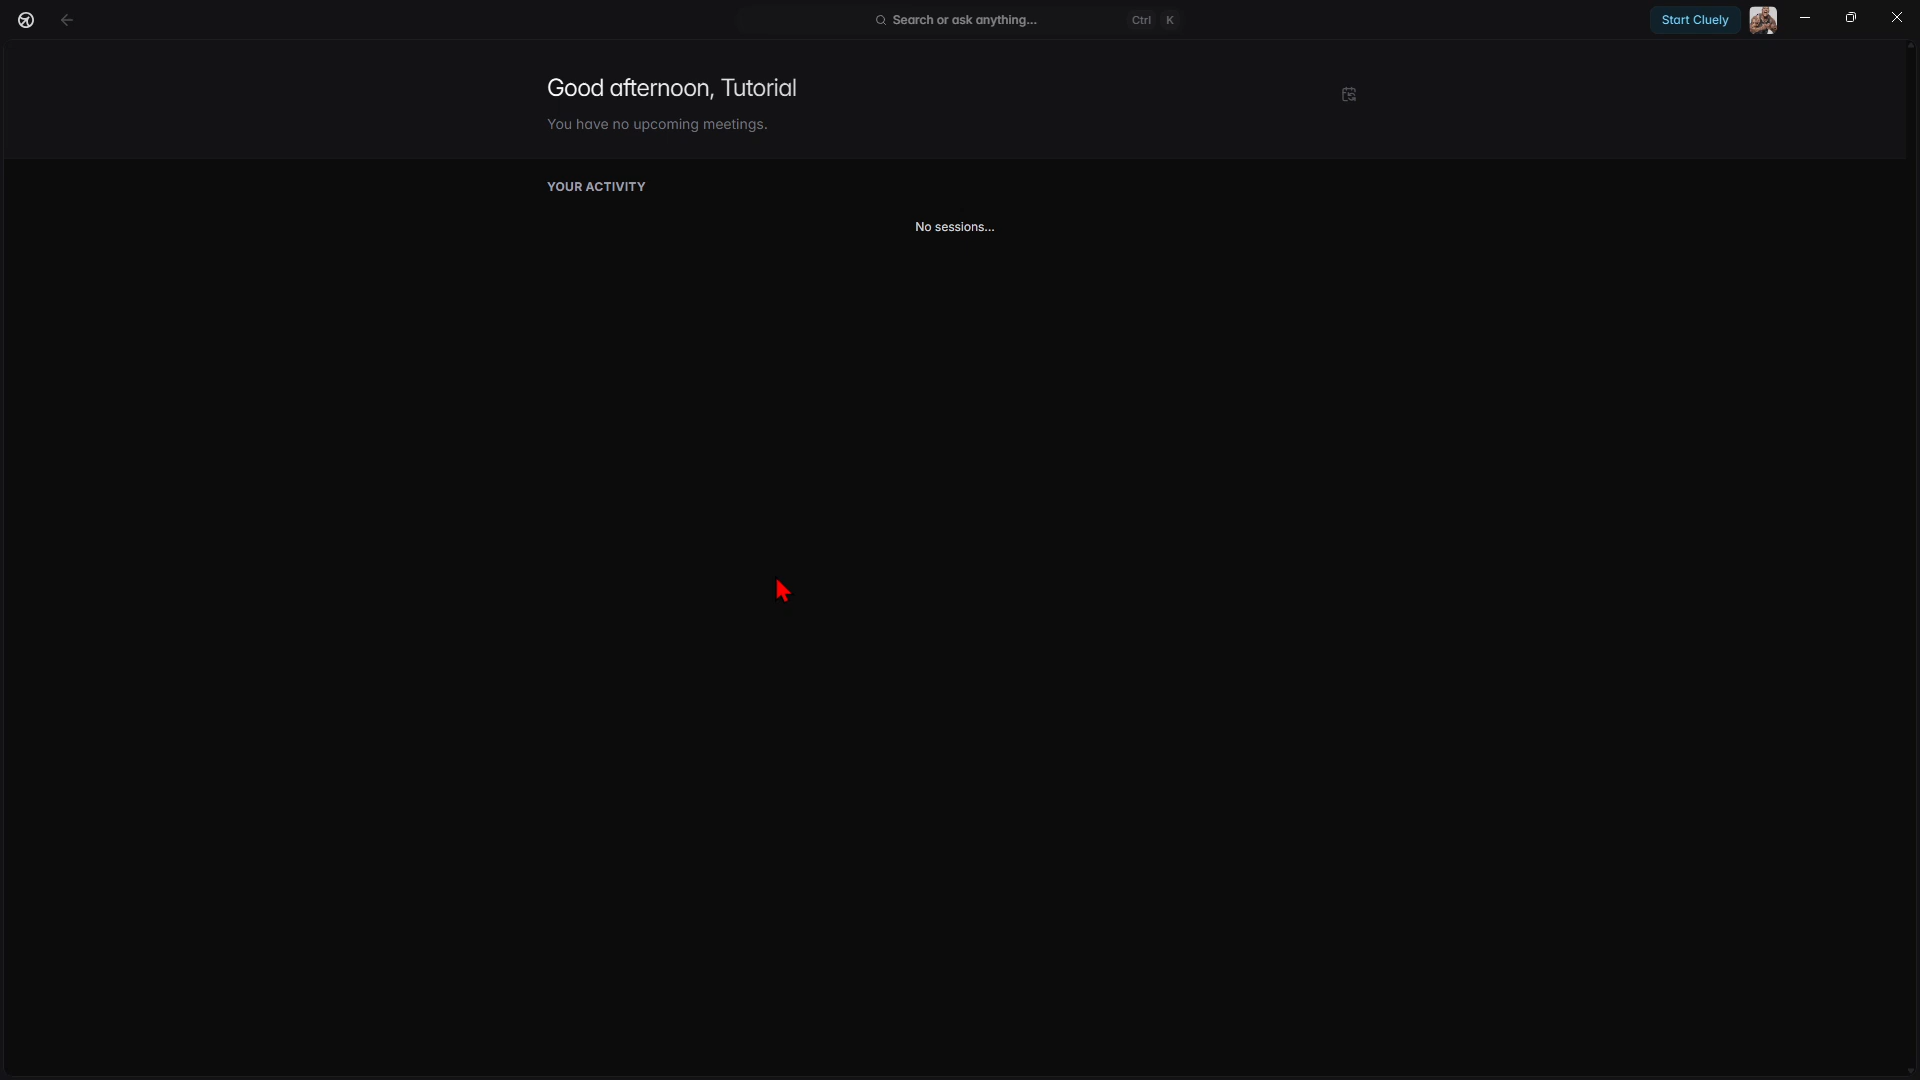 Search or ask anything... Ctrl K
Start Cluely
Good afternoon, Tutorial
You have no upcoming meetings.
YOUR ACTIVITY
No sessions...